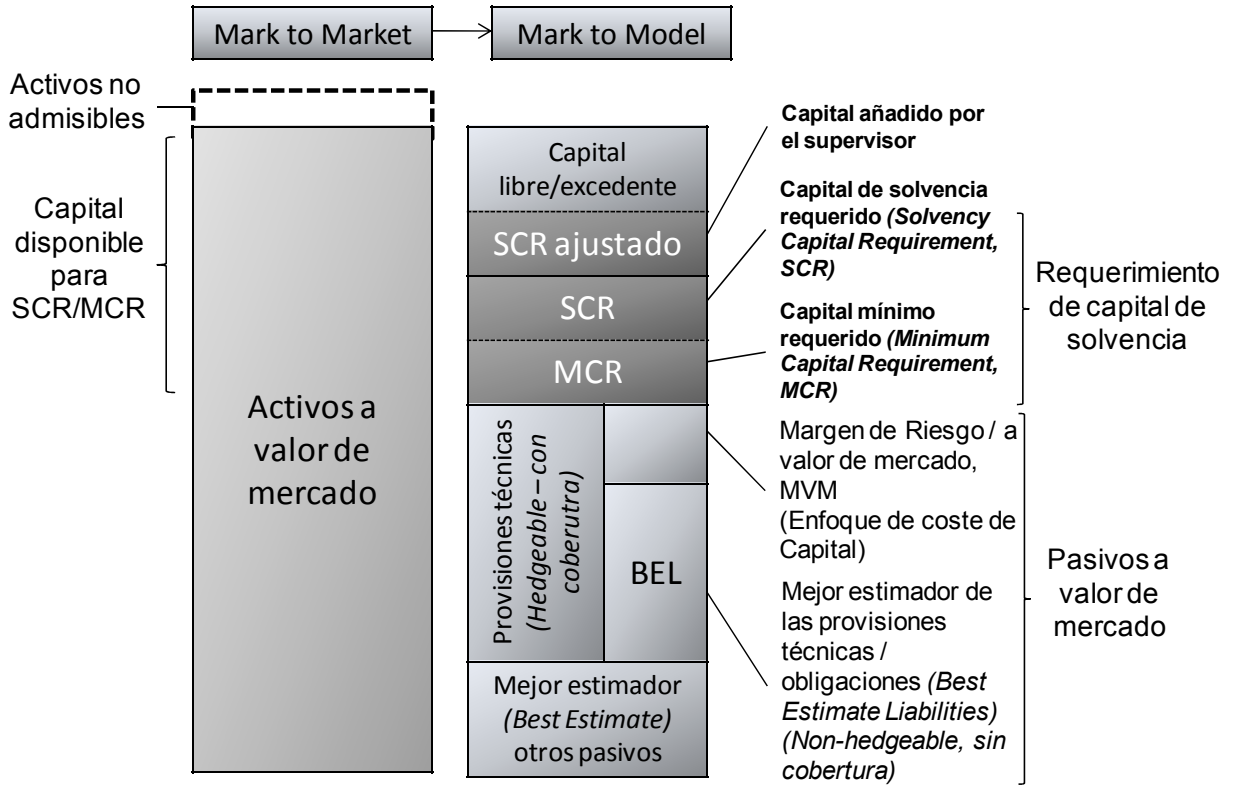 Mark to Market
Mark to Model
Activos no
admisibles
Capital
disponible
para
SCR/MCR
Activos a
valor de
mercado
Capital
libre/excedente
SCR ajustado
SCR
MCR
Provisiones técnicas
(Hedgeable – con
coberutra)
BEL
Mejor estimador
(Best Estimate)
otros pasivos
Capital añadido por
el supervisor
Capital de solvencia
requerido (Solvency
Capital Requirement,
SCR)
Capital mínimo
requerido (Minimum
Capital Requirement,
MCR)
Margen de Riesgo / a
valor de mercado,
MVM
(Enfoque de coste de
Capital)
Mejor estimador de
las provisiones
técnicas /
obligaciones (Best
Estimate Liabilities)
(Non-hedgeable, sin
cobertura)
Requerimiento
de capital de
solvencia
Pasivos a
valor de
mercado